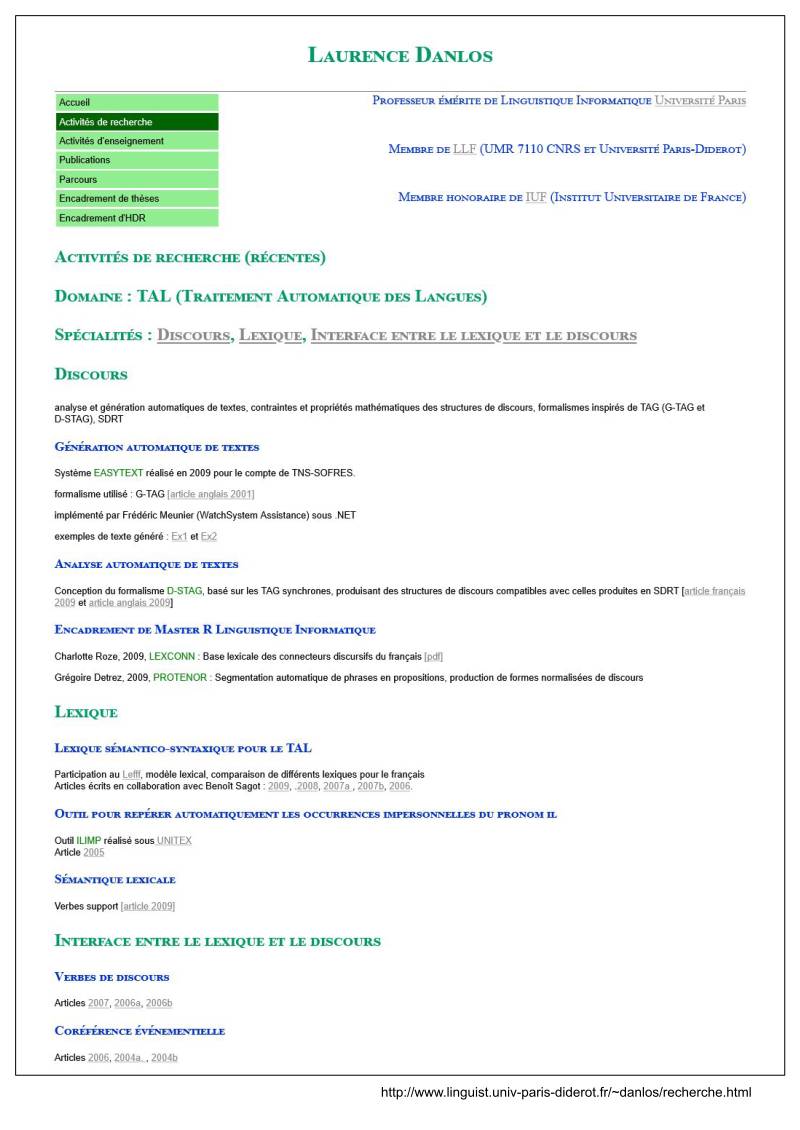 Laurence Danlos
Accueil
Activités de recherche
Activités d'enseignement
Publications
Parcours
Encadrement de thèses
Encadrement d'HDR
Professeur émérite de Linguistique Informatique Université Paris
Membre de LLF (UMR 7110 CNRS et Université Paris-Diderot)
Membre honoraire de IUF (Institut Universitaire de France)
Activités de recherche (récentes)
Domaine : TAL (Traitement Automatique des Langues)
Spécialités : Discours, Lexique, Interface entre le lexique et le discours
Discours
analyse et génération automatiques de textes, contraintes et propriétés mathématiques des structures de discours, formalismes inspirés de TAG (G-TAG et
D-STAG), SDRT
Génération automatique de textes
Système EASYTEXT réalisé en 2009 pour le compte de TNS-SOFRES.
formalisme utilisé : G-TAG [article anglais 2001]
implémenté par Frédéric Meunier (WatchSystem Assistance) sous .NET
exemples de texte généré : Ex1 et Ex2
Analyse automatique de textes
Conception du formalisme D-STAG, basé sur les TAG synchrones, produisant des structures de discours compatibles avec celles produites en SDRT [article français
2009 et article anglais 2009]
Encadrement de Master R Linguistique Informatique
Charlotte Roze, 2009, LEXCONN : Base lexicale des connecteurs discursifs du français [pdf]
Grégoire Detrez, 2009, PROTENOR : Segmentation automatique de phrases en propositions, production de formes normalisées de discours
Lexique
Lexique sémantico-syntaxique pour le TAL
Participation au Lefff, modèle lexical, comparaison de différents lexiques pour le français
Articles écrits en collaboration avec Benoît Sagot : 2009, .2008, 2007a , 2007b, 2006.
Outil pour repérer automatiquement les occurrences impersonnelles du pronom il
Outil ILIMP réalisé sous UNITEX
Article 2005
Sémantique lexicale
Verbes support [article 2009]
Interface entre le lexique et le discours
Verbes de discours
Articles 2007, 2006a, 2006b
Coréférence événementielle
Articles 2006, 2004a. , 2004b
http://www.linguist.univ-paris-diderot.fr/~danlos/recherche.html